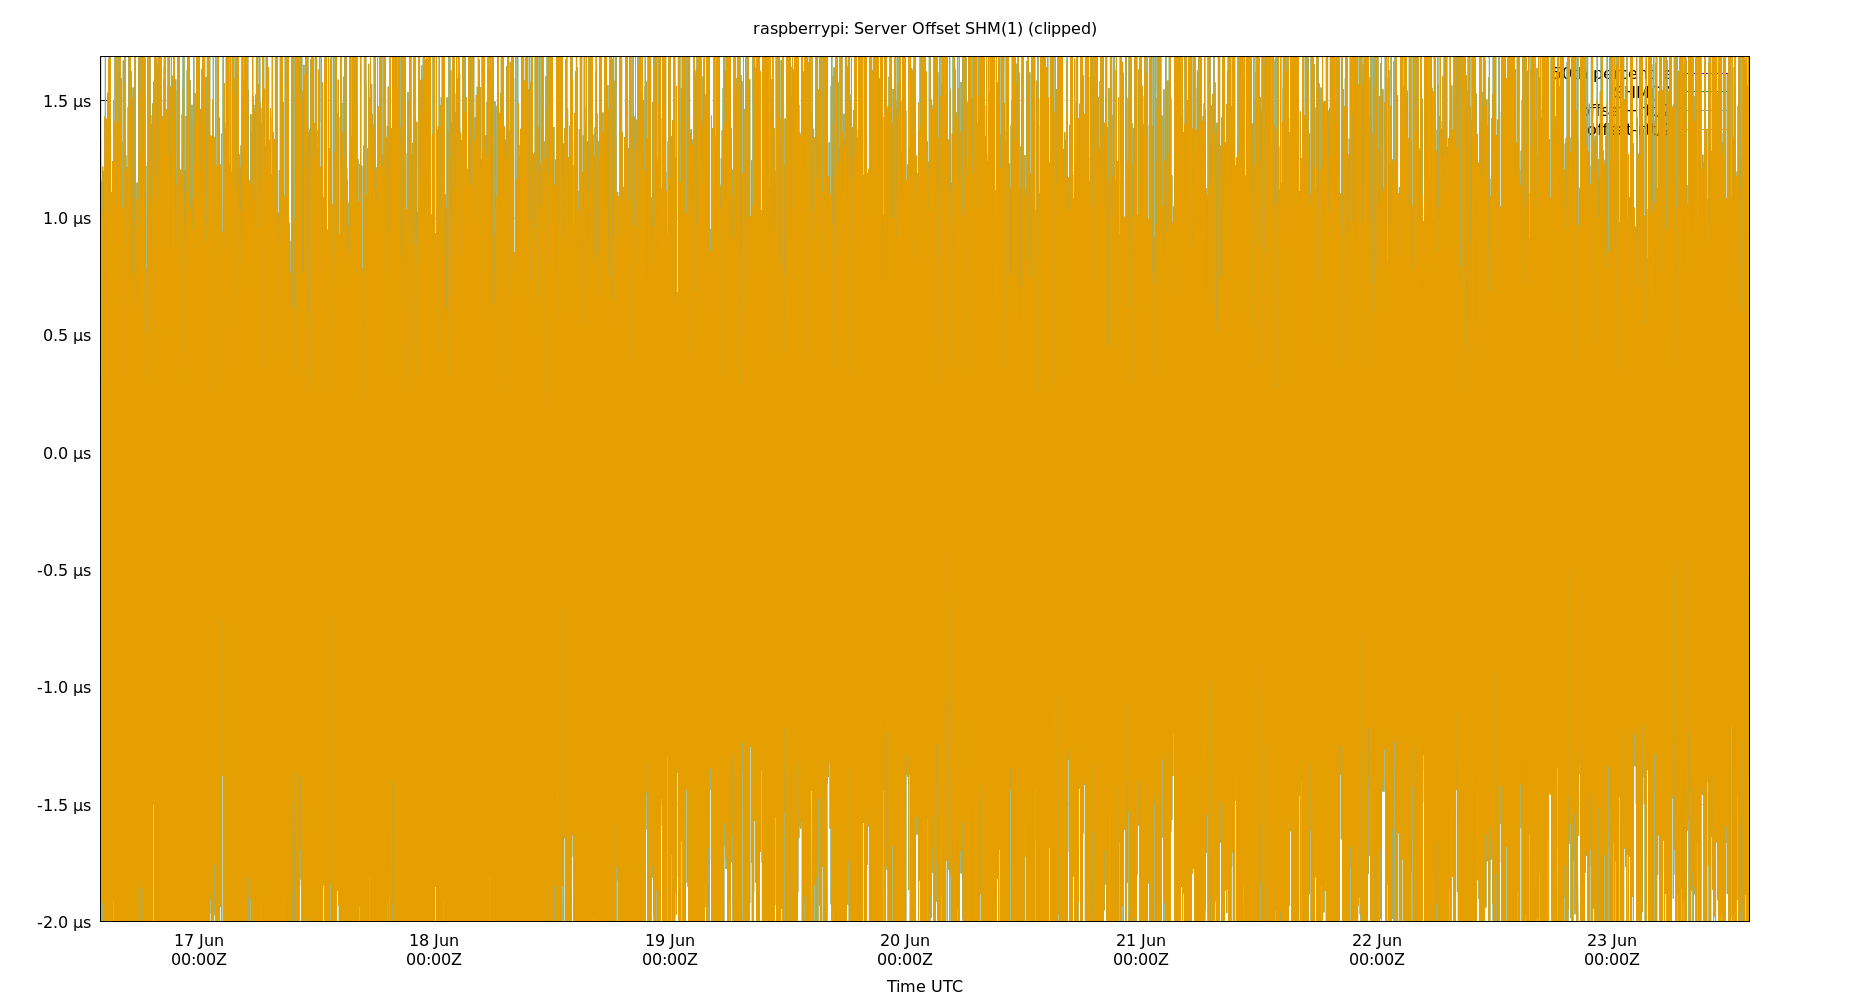 raspberrypi: Server Offset SHM(1) (clipped)
1.5 µs
1.0 µs
0.5 µs
0.0 µs
-0.5 µs
-1.0 µs
-1.5 µs
-2.0 µs
17 Jun 18 Jun 19 Jun 20 Jun 21 Jun 22 Jun 23 Jun
00:00Z 00:00Z 00:00Z 00:00Z 00:00Z 00:00Z 00:00Z
Time UTC